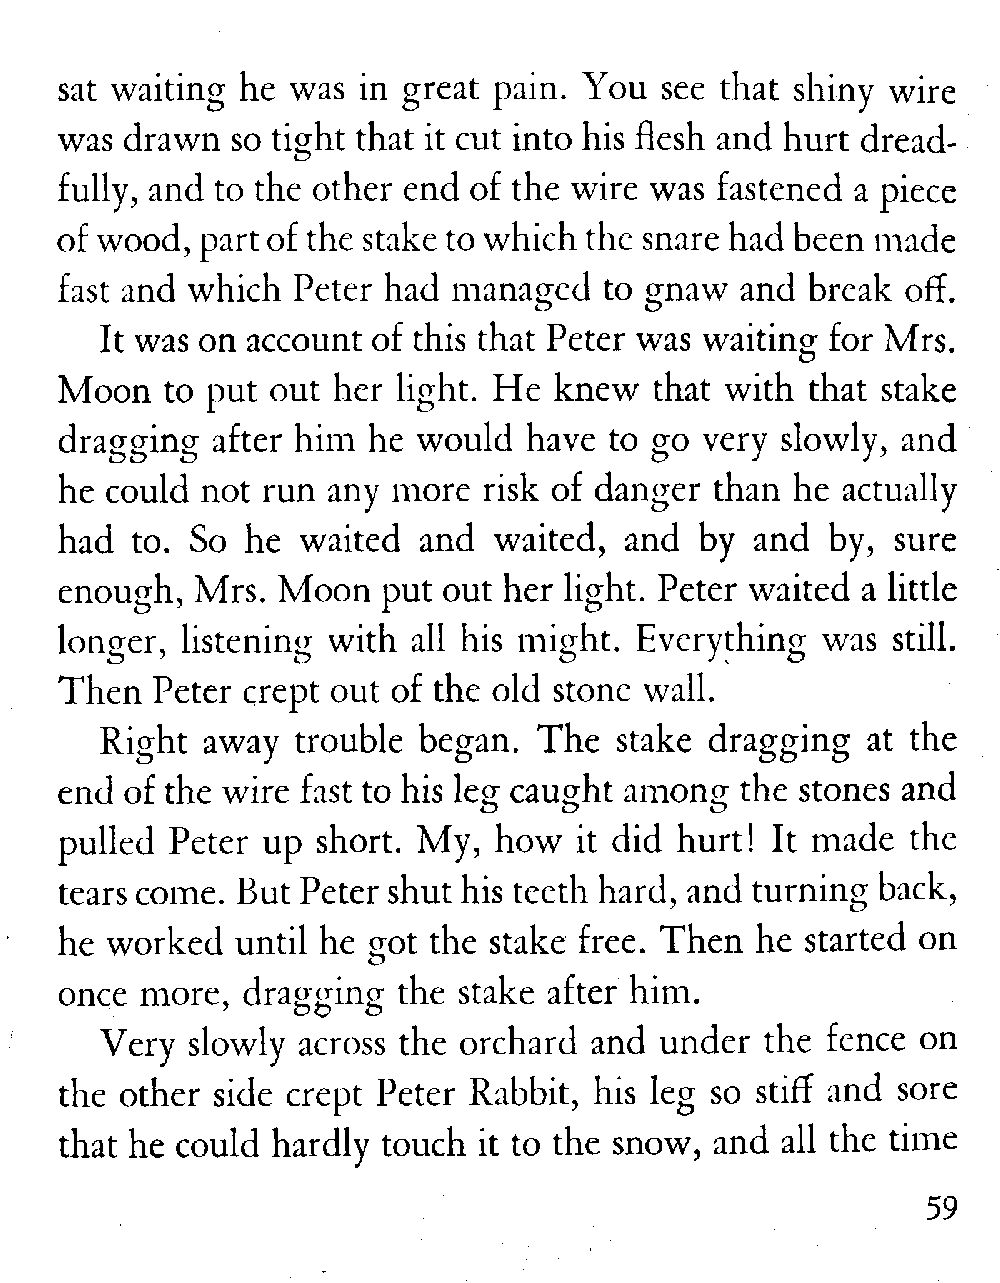 sat waiting he was in great pain. You see that shiny wire
was drawn so tight that it cut into his flesh and hurt dread-
fully, and to the other end of the wire was fastened a piece
of wood, part of the stake to which the snare had been made
fast and which Peter had managed to gnaw and break off.
It was on account of this that Peter was waiting for Mrs.
Moon to put out her light. He knew that with that stake
dragging after him he would have to go very slowly, and
he could not run any more risk of danger than he actually
had to. So he waited and waited, and by and by, sure
enough, Mrs. Moon put out her light. Peter waited a little
longer, listening with all his might. Everything was still.
Then Peter crept out of the old stone wall.
Right away trouble began. The stake dragging at the
end of the wire fast to his leg caught among the stones and
pulled Peter up short. My, how it did hurt! It made the
tears come. But Peter shut his teeth hard, and turning back,
he worked until he got the stake free. Then he started on
once more, dragging the stake after him.
Very slowly across the orchard and under the fence on
the other side crept Peter Rabbit, his leg so stiff and sore
that he could hardly touch it to the snow, and all the time
59